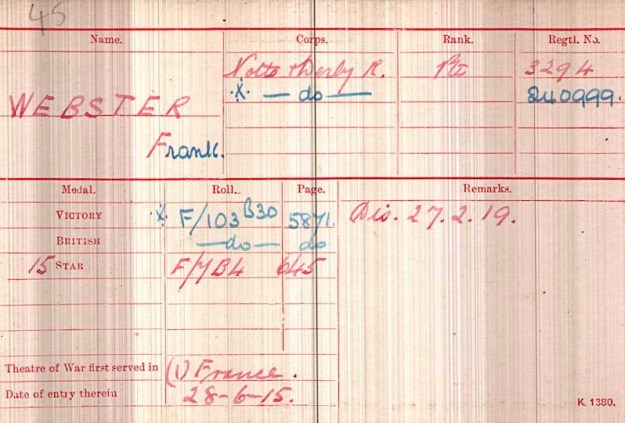 45
Name. Corps. Rank. Regtl. No.
Notts & Derby R. Pte 3294
WEBSTER X. — do — 240999.
Frank.
Medal. Roll. Page. Remarks.
VICTORY X. F/103 B30 5871. Dis. 27.2.19.
BRITISH — do — do
15 STAR 645
Theatre of War first served in (1) France.
Date of entry therein 28-6-15.
K. 1380.